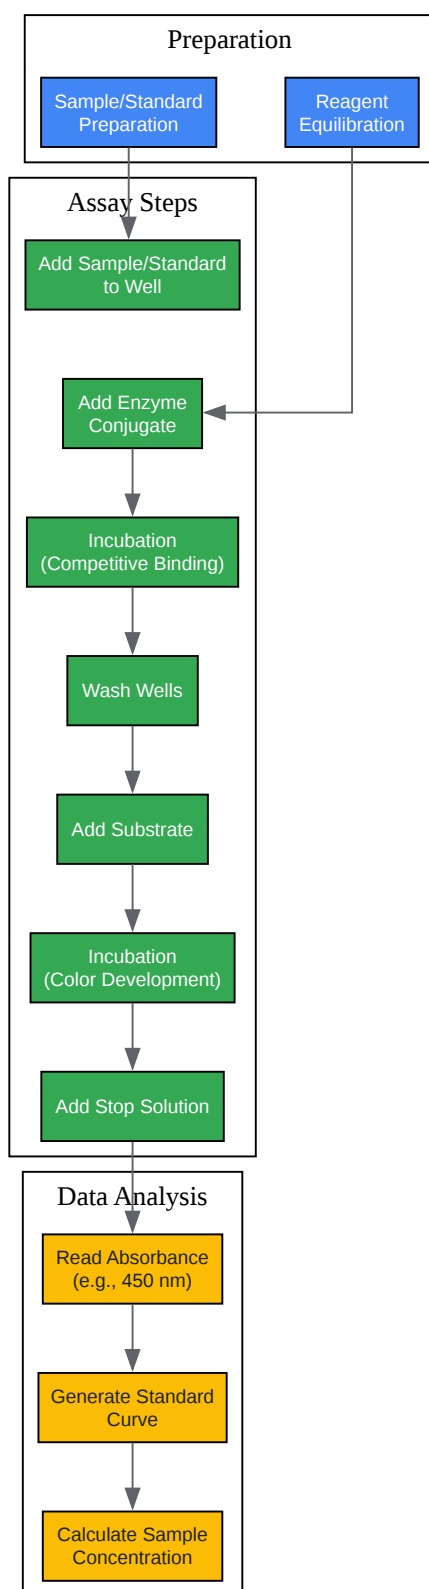 Preparation
Sample/Standard
Preparation
Reagent
Equilibration
Assay Steps
Add Sample/Standard
to Well
Add Enzyme
Conjugate
Incubation
(Competitive Binding)
Wash Wells
Add Substrate
Incubation
(Color Development)
Add Stop Solution
Data Analysis
Read Absorbance
(e.g., 450 nm)
Generate Standard
Curve
Calculate Sample
Concentration